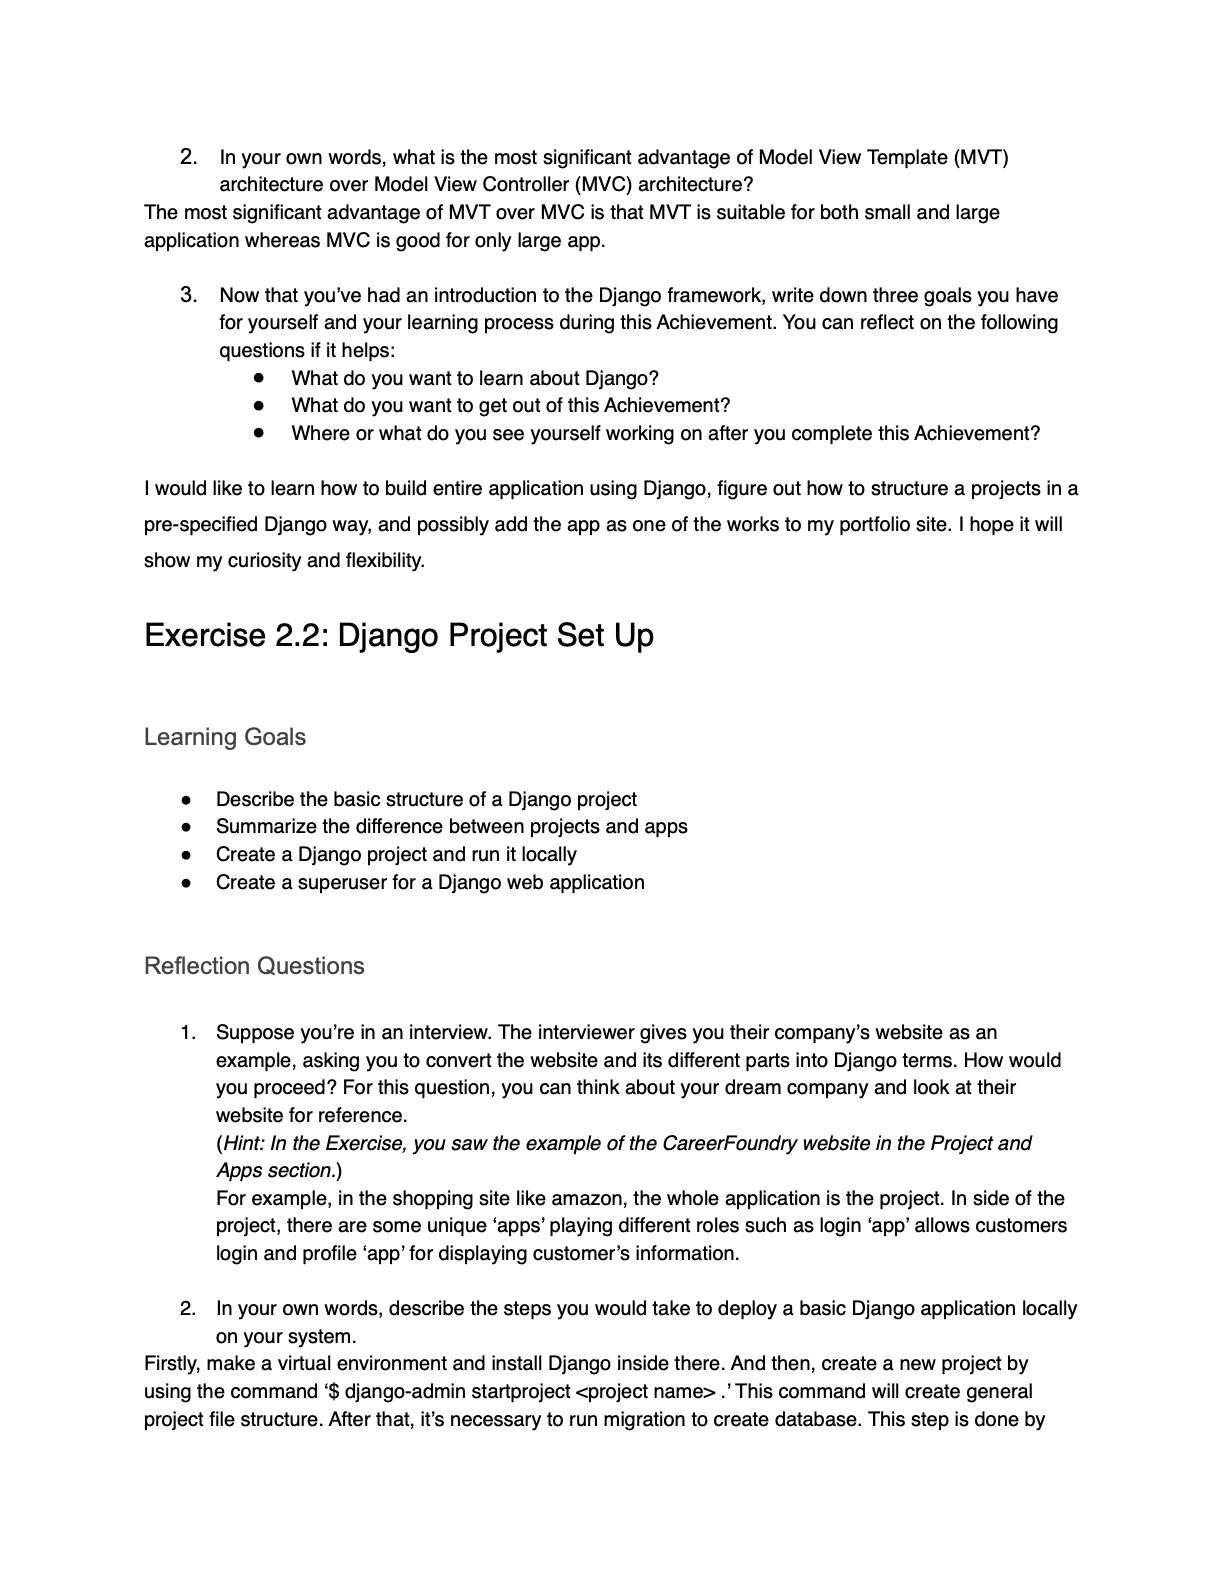 2. In your own words, what is the most significant advantage of Model View Template (MVT)
architecture over Model View Controller (MVC) architecture?
The most significant advantage of MVT over MVC is that MVT is suitable for both small and large
application whereas MVC is good for only large app.
3. Now that you’ve had an introduction to the Django framework, write down three goals you have
for yourself and your learning process during this Achievement. You can reflect on the following
questions if it helps:
● What do you want to learn about Django?
● What do you want to get out of this Achievement?
● Where or what do you see yourself working on after you complete this Achievement?
I would like to learn how to build entire application using Django, figure out how to structure a projects in a
pre-specified Django way, and possibly add the app as one of the works to my portfolio site. I hope it will
show my curiosity and flexibility.
Exercise 2.2: Django Project Set Up
Learning Goals
● Describe the basic structure of a Django project
● Summarize the difference between projects and apps
● Create a Django project and run it locally
● Create a superuser for a Django web application
Reflection Questions
1. Suppose you’re in an interview. The interviewer gives you their company’s website as an
example, asking you to convert the website and its different parts into Django terms. How would
you proceed? For this question, you can think about your dream company and look at their
website for reference.
(Hint: In the Exercise, you saw the example of the CareerFoundry website in the Project and
Apps section.)
For example, in the shopping site like amazon, the whole application is the project. In side of the
project, there are some unique ‘apps’ playing different roles such as login ‘app’ allows customers
login and profile ‘app’ for displaying customer’s information.
2. In your own words, describe the steps you would take to deploy a basic Django application locally
on your system.
Firstly, make a virtual environment and install Django inside there. And then, create a new project by
using the command ‘$ django-admin startproject <project name> .’ This command will create general
project file structure. After that, it’s necessary to run migration to create database. This step is done by